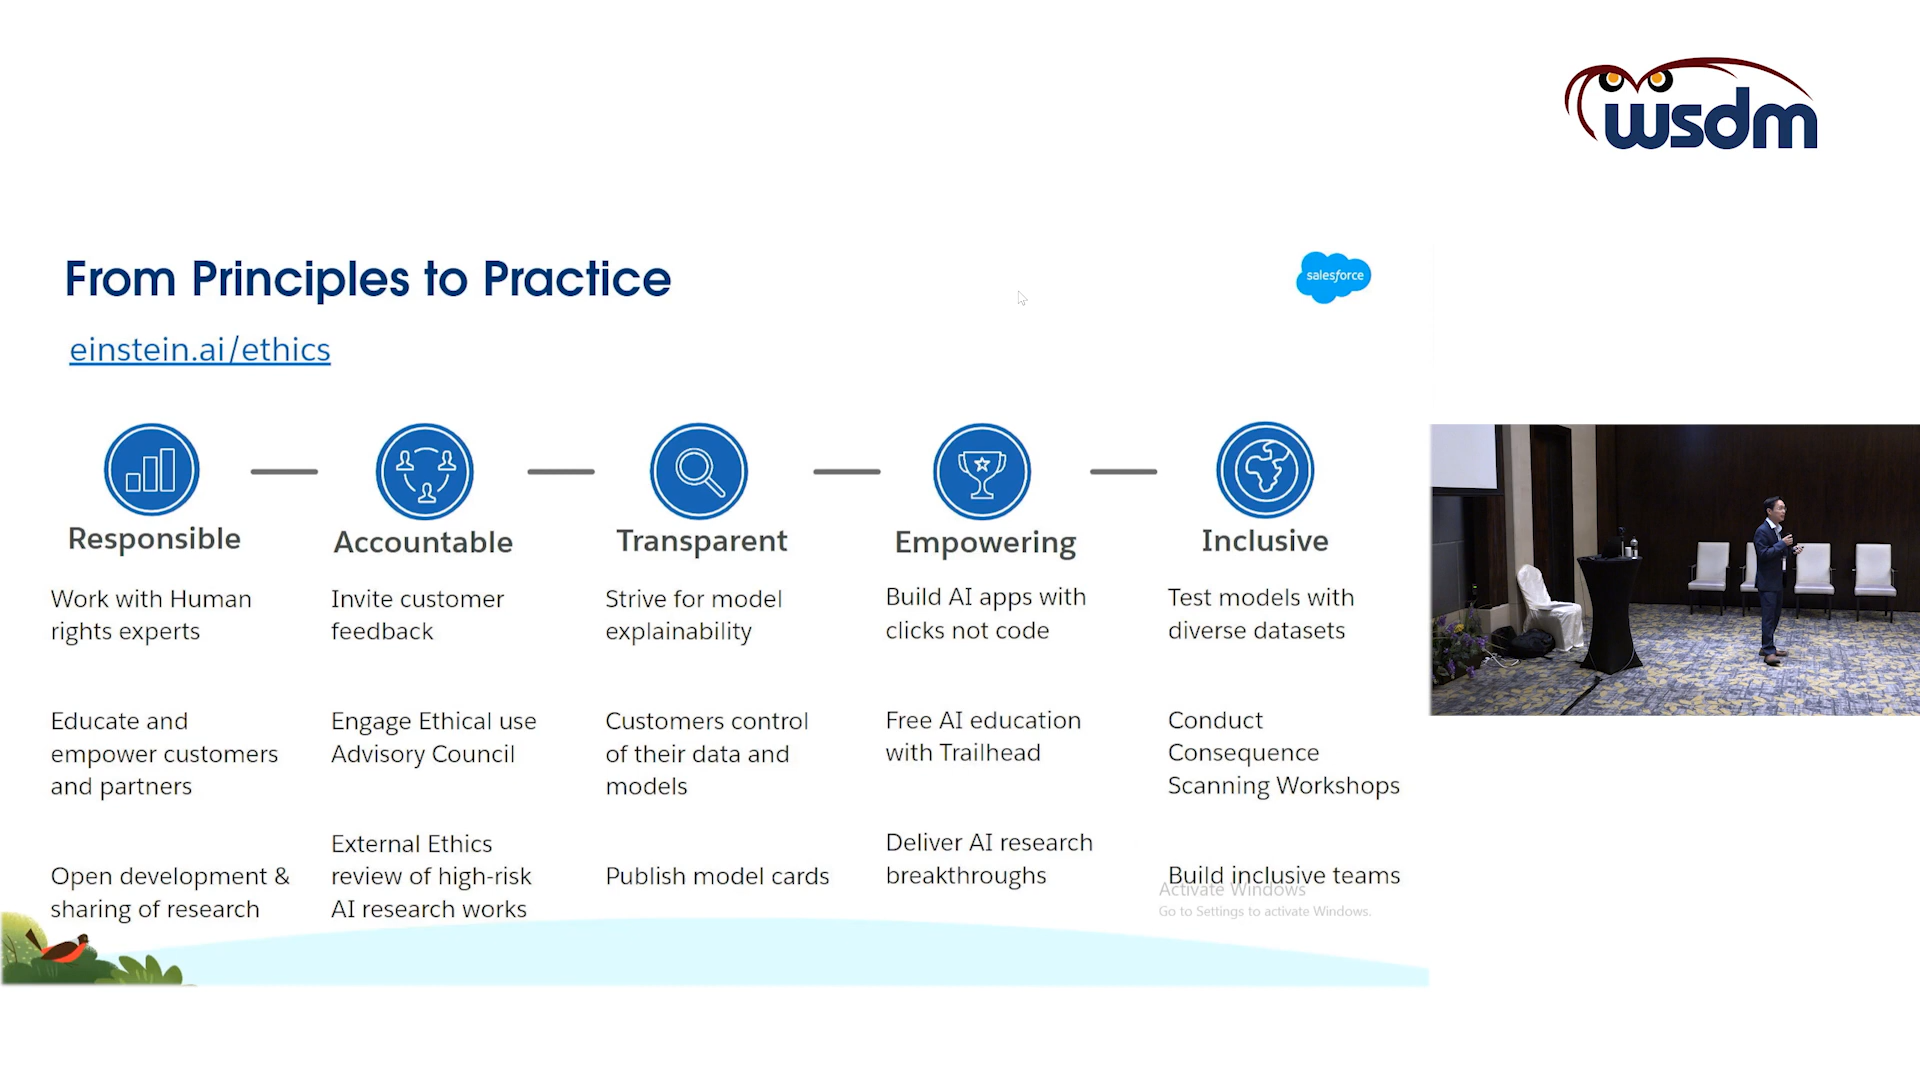 wsdm
From Principles to Practice
salesforce
einstein.ai/ethics
Responsible
Work with Human
rights experts
Educate and
empower customers
and partners
Open development &
sharing of research
Accountable
Invite customer
feedback
Engage Ethical use
Advisory Council
External Ethics
review of high-risk
AI research works
Transparent
Strive for model
explainability
Customers control
of their data and
models
Publish model cards
Empowering
Build AI apps with
clicks not code
Free AI education
with Trailhead
Deliver AI research
breakthroughs
Inclusive
Test models with
diverse datasets
Conduct
Consequence
Scanning Workshops
Build inclusive teams
Activate Windows
Go to Settings to activate Windows.